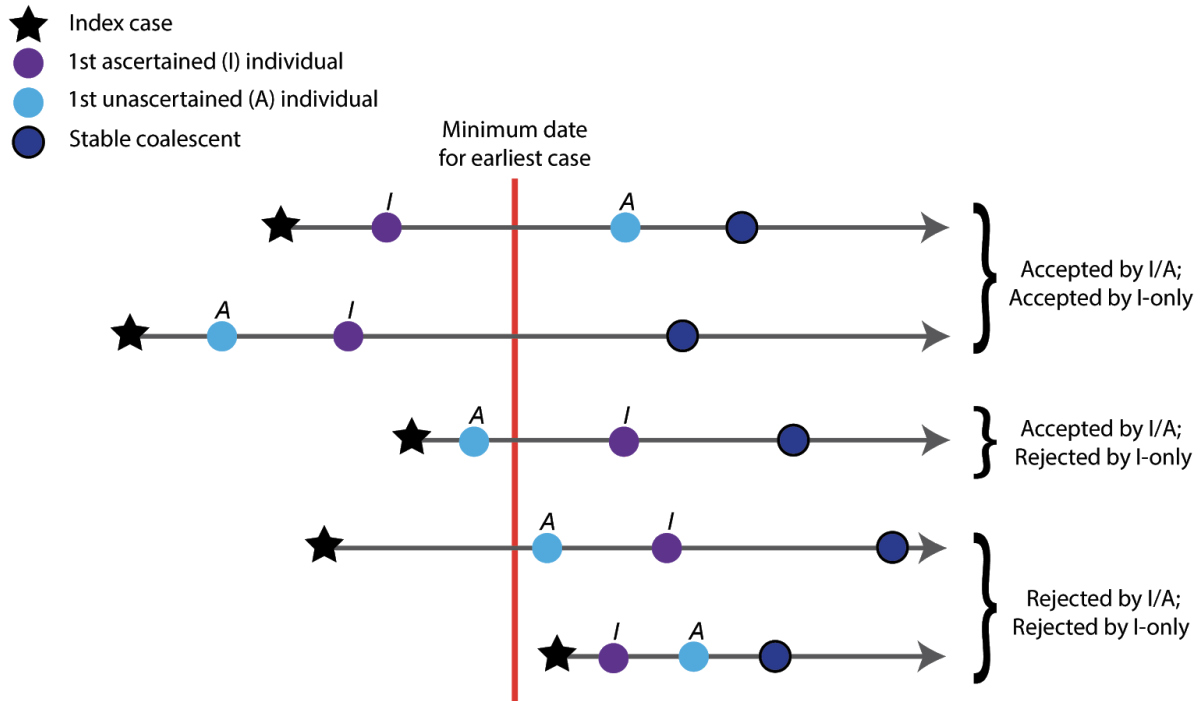 Index case
1st ascertained (I) individual
1st unascertained (A) individual
Stable coalescent
Minimum date
for earliest case
I
A
Accepted by I/A;
Accepted by I-only
A
I
A
I
Accepted by I/A;
Rejected by I-only
A
I
Rejected by I/A;
Rejected by I-only
I
A